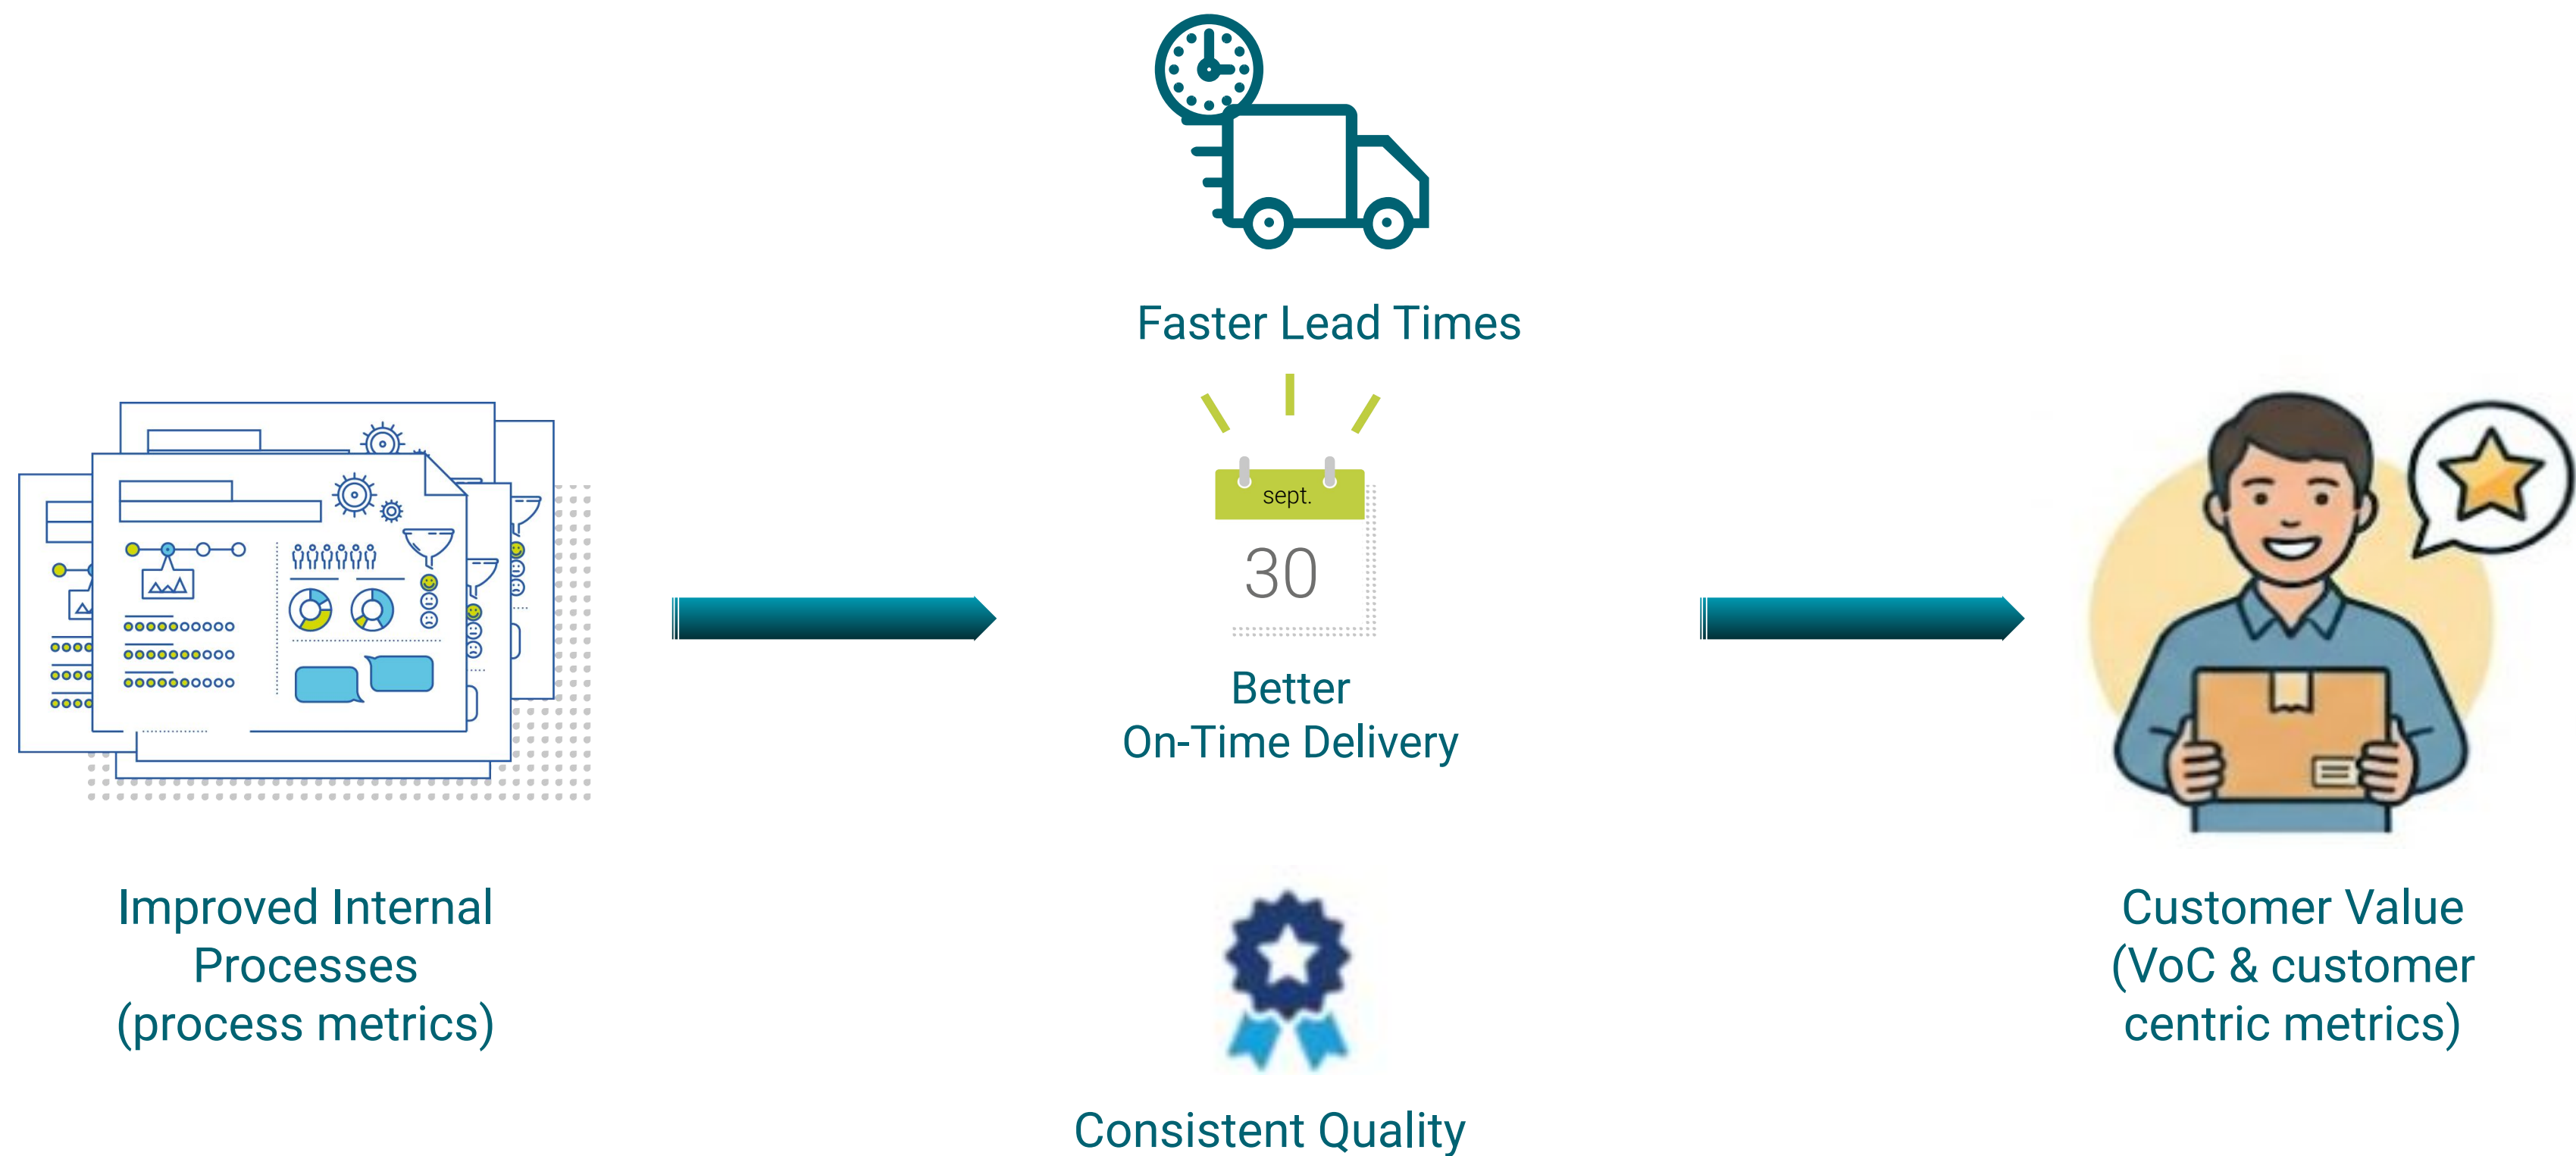 Faster Lead Times
sept.
30
Better
On-Time Delivery
Improved Internal
Processes
(process metrics)
Customer Value
(VoC & customer
centric metrics)
Consistent Quality